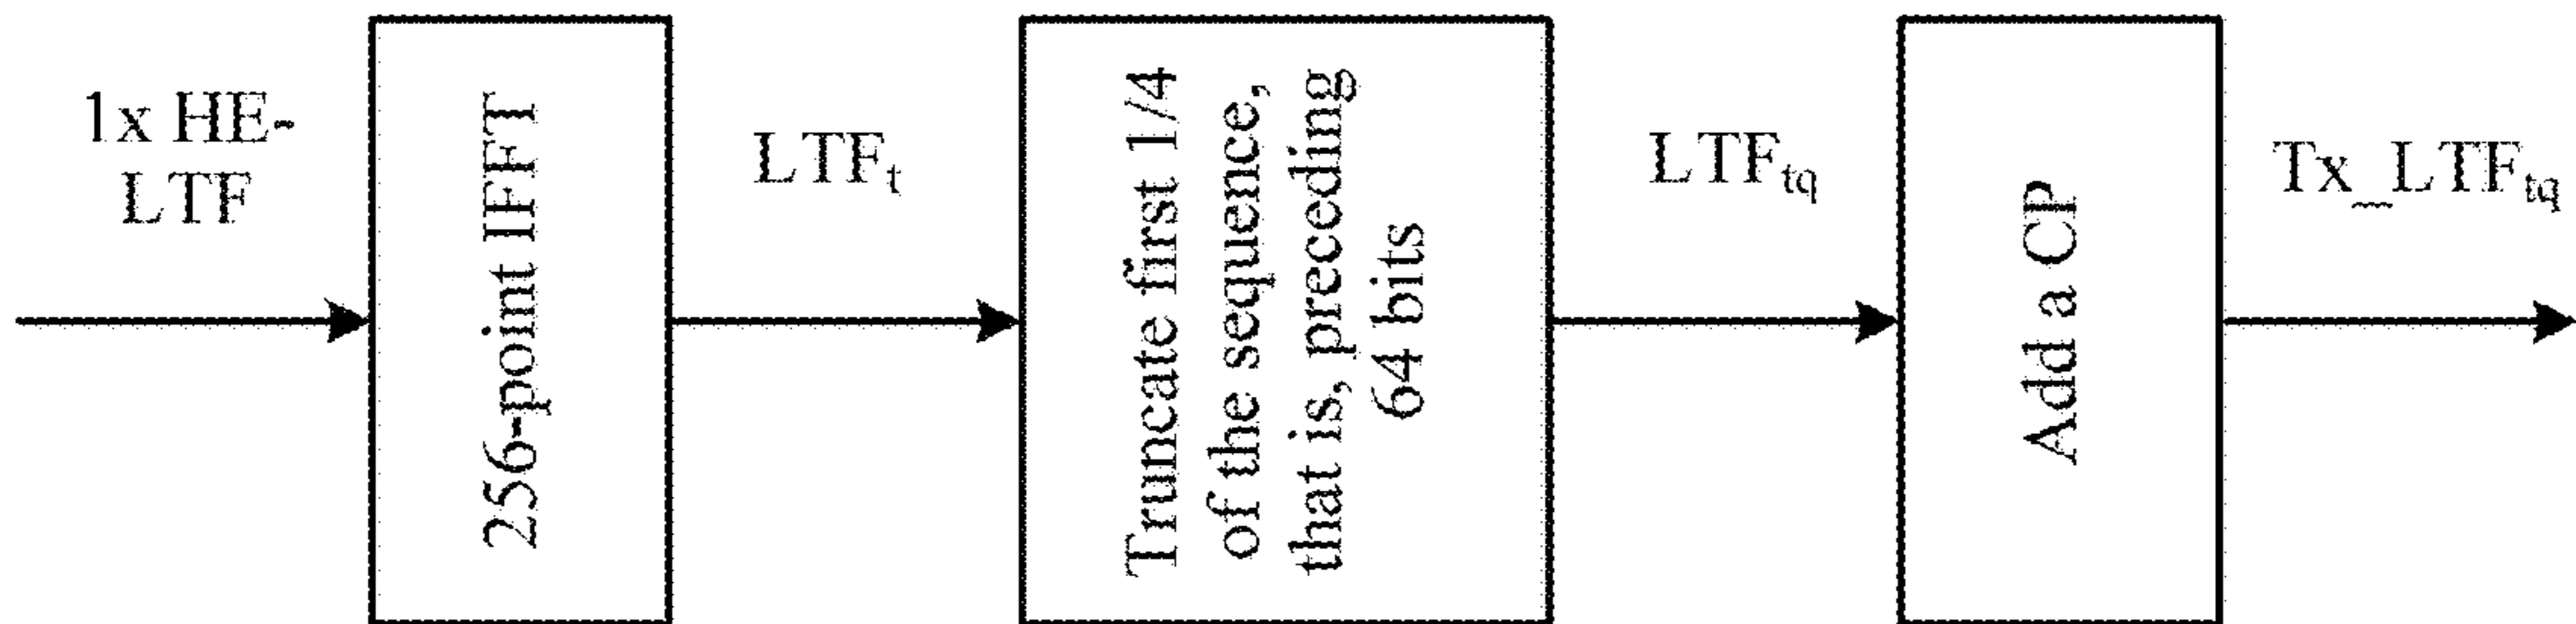 1x HE-
LTF
256-point IFFT
LTFt
Truncate first 1/4
of the sequence,
that is, preceding
64 bits
LTFtq
Add a CP
Tx_LTFtq